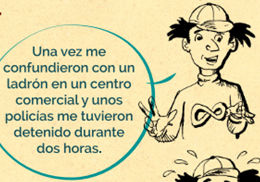 Una vez me
confundieron con un
ladrón en un centro
comercial y unos
policías me tuvieron
detenido durante
dos horas.